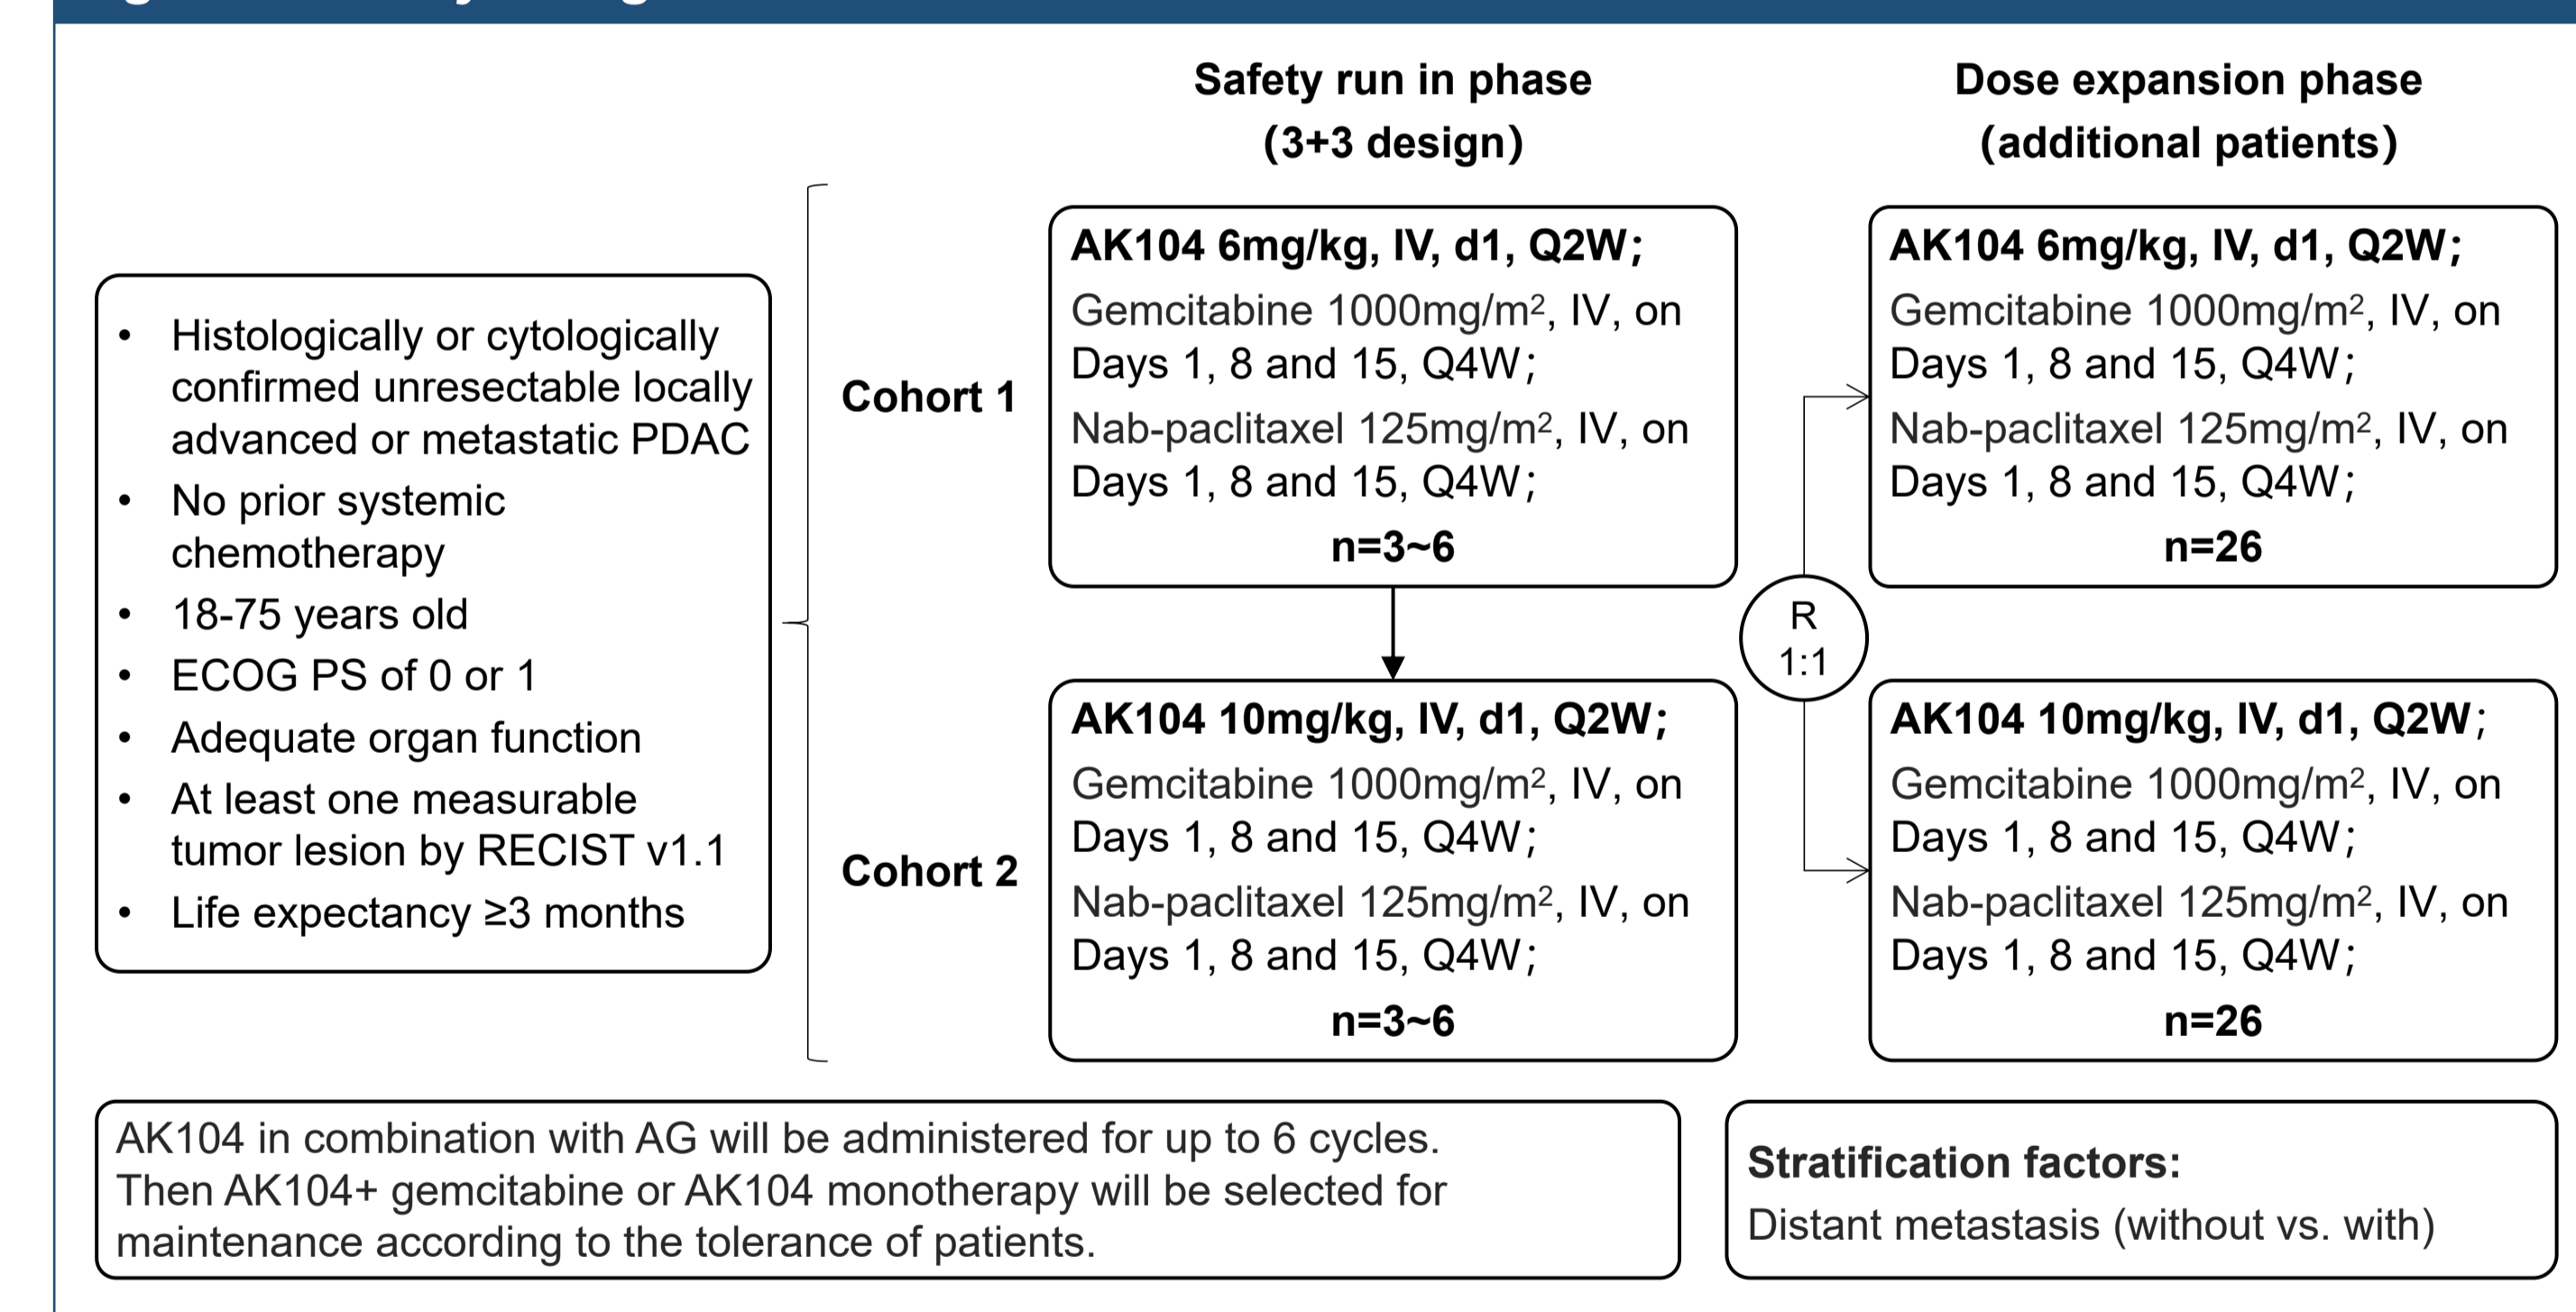 Safety run in phase
(3+3 design)
Dose expansion phase
(additional patients)
• Histologically or cytologically
confirmed unresectable locally
advanced or metastatic PDAC
• No prior systemic
chemotherapy
• 18-75 years old
• ECOG PS of 0 or 1
• Adequate organ function
• At least one measurable
tumor lesion by RECIST v1.1
• Life expectancy ≥3 months
Cohort 1
AK104 6mg/kg, IV, d1, Q2W;
Gemcitabine 1000mg/m², IV, on
Days 1, 8 and 15, Q4W;
Nab-paclitaxel 125mg/m², IV, on
Days 1, 8 and 15, Q4W;
n=3~6
AK104 6mg/kg, IV, d1, Q2W;
Gemcitabine 1000mg/m², IV, on
Days 1, 8 and 15, Q4W;
Nab-paclitaxel 125mg/m², IV, on
Days 1, 8 and 15, Q4W;
n=26
R
1:1
Cohort 2
AK104 10mg/kg, IV, d1, Q2W;
Gemcitabine 1000mg/m², IV, on
Days 1, 8 and 15, Q4W;
Nab-paclitaxel 125mg/m², IV, on
Days 1, 8 and 15, Q4W;
n=3~6
AK104 10mg/kg, IV, d1, Q2W;
Gemcitabine 1000mg/m², IV, on
Days 1, 8 and 15, Q4W;
Nab-paclitaxel 125mg/m², IV, on
Days 1, 8 and 15, Q4W;
n=26
AK104 in combination with AG will be administered for up to 6 cycles.
Then AK104+ gemcitabine or AK104 monotherapy will be selected for
maintenance according to the tolerance of patients.
Stratification factors:
Distant metastasis (without vs. with)